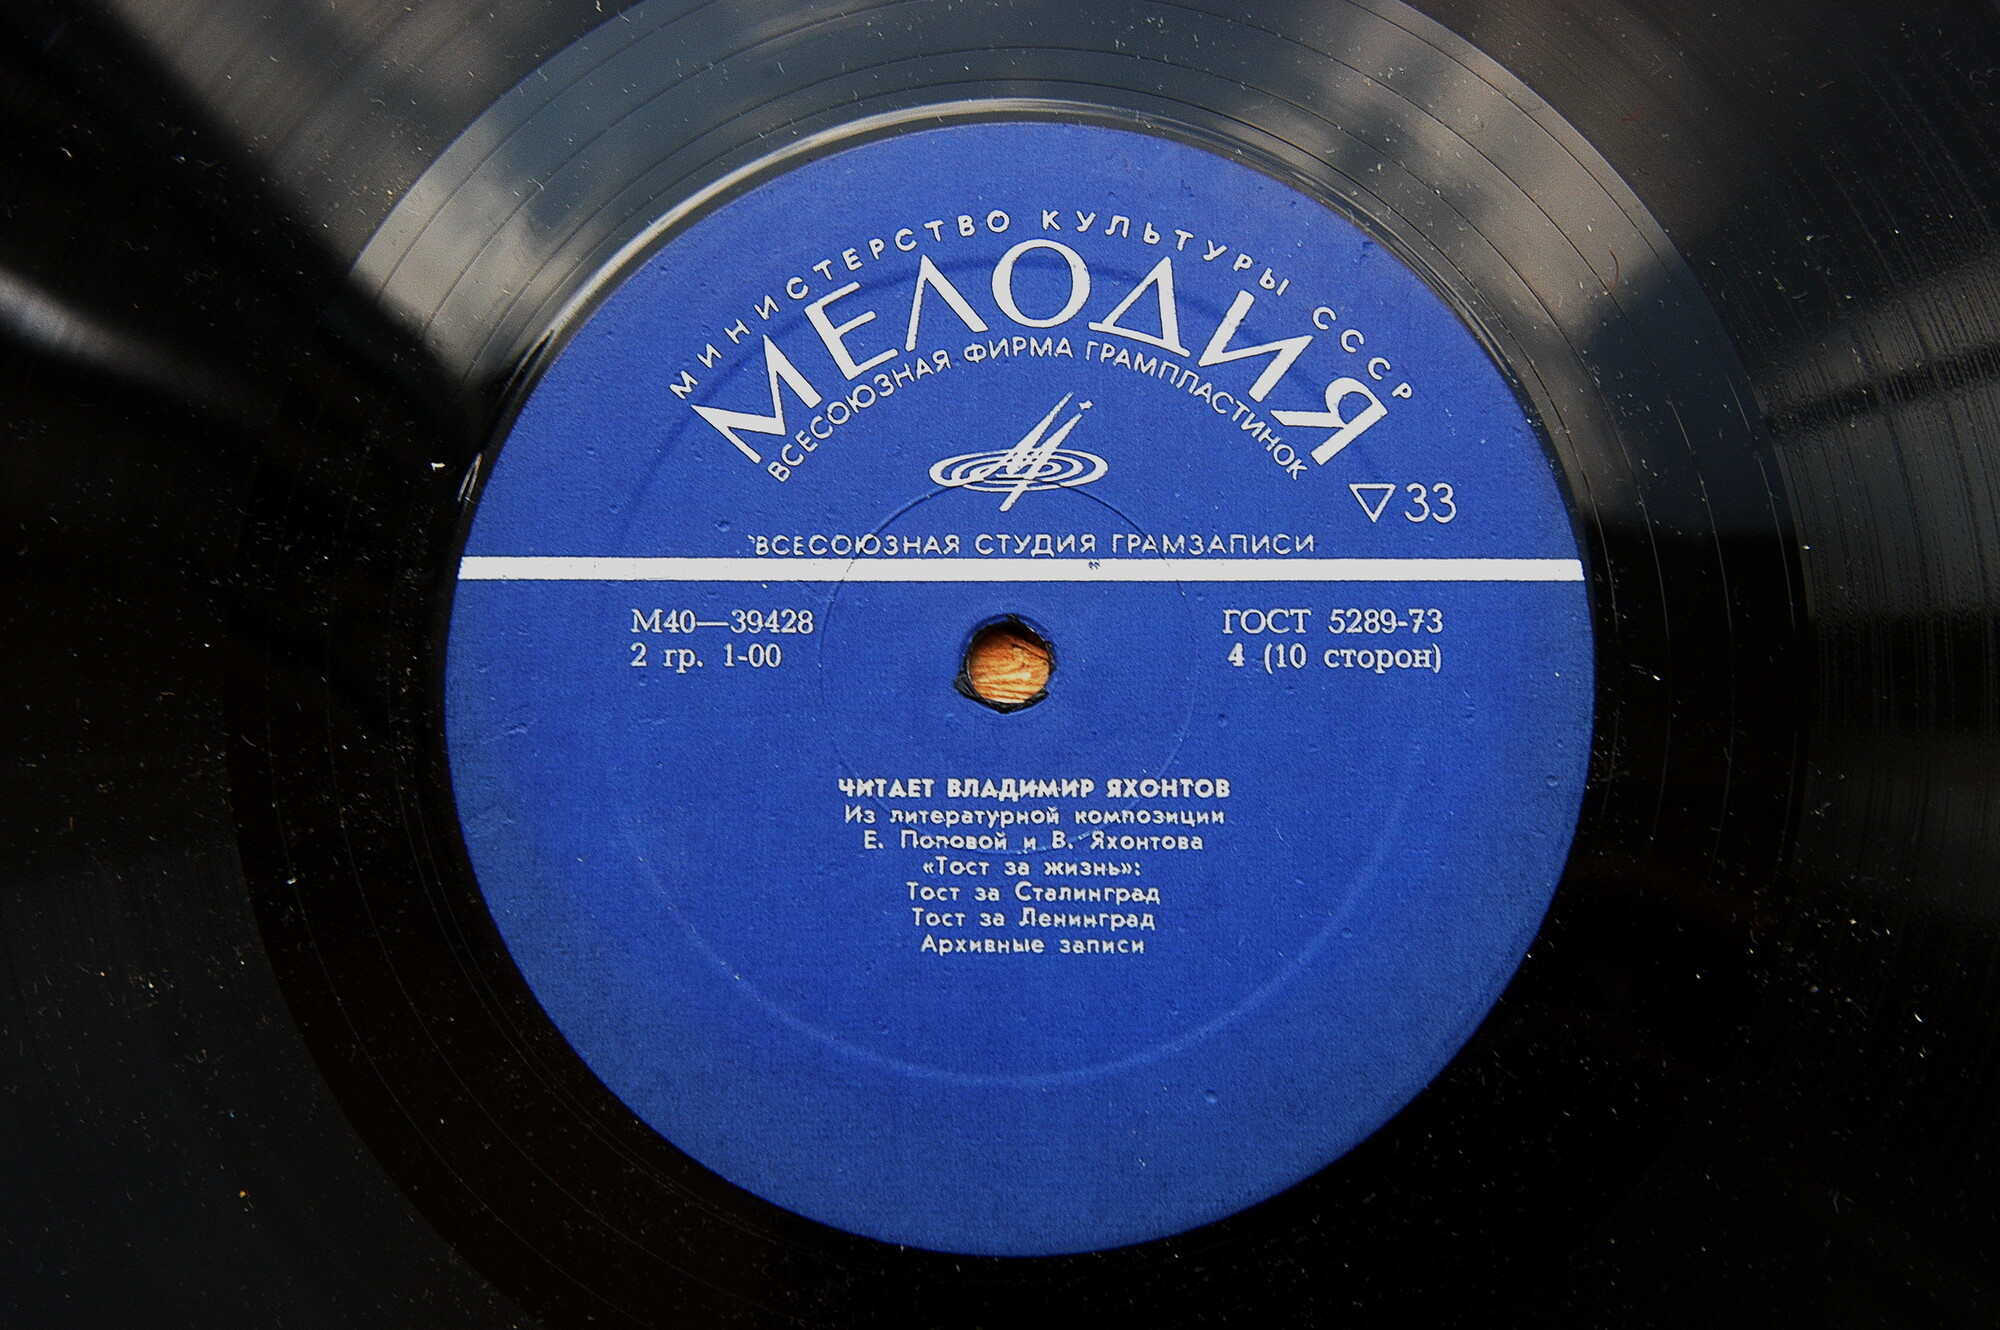 МИНИСТЕРСТВО КУЛЬТУРЫ СССР
МЕЛОДИЯ
ВСЕСОЮЗНАЯ ФИРМА ГРАМПЛАСТИНОК
▽33
ВСЕСОЮЗНАЯ СТУДИЯ ГРАМЗАПИСИ
М40—39428
ГОСТ 5289-73
2 гр. 1-00
4 (10 сторон)
ЧИТАЕТ ВЛАДИМИР ЯХОНТОВ
Из литературной композиции
Е. Поповой и В. Яхонтова
«Тост за жизнь»:
Тост за Сталинград
Тост за Ленинград
Архивные записи